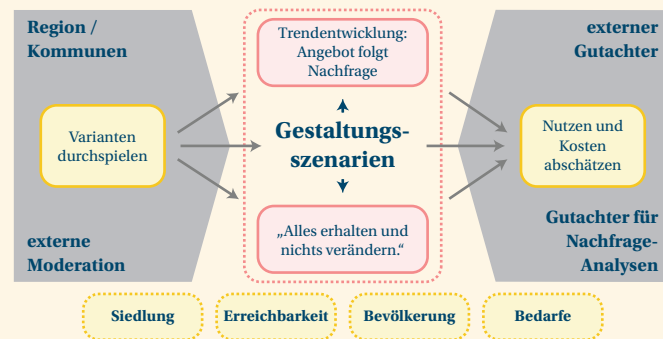 Region /
Kommunen
Varianten
durchspielen
externe
Moderation
Trendentwicklung:
Angebot folgt
Nachfrage
Gestaltungs-
szenarien
„Alles erhalten und
nichts verändern.“
externer
Gutachter
Nutzen und
Kosten
abschätzen
Gutachter für
Nachfrage-
Analysen
Siedlung
Erreichbarkeit
Bevölkerung
Bedarfe